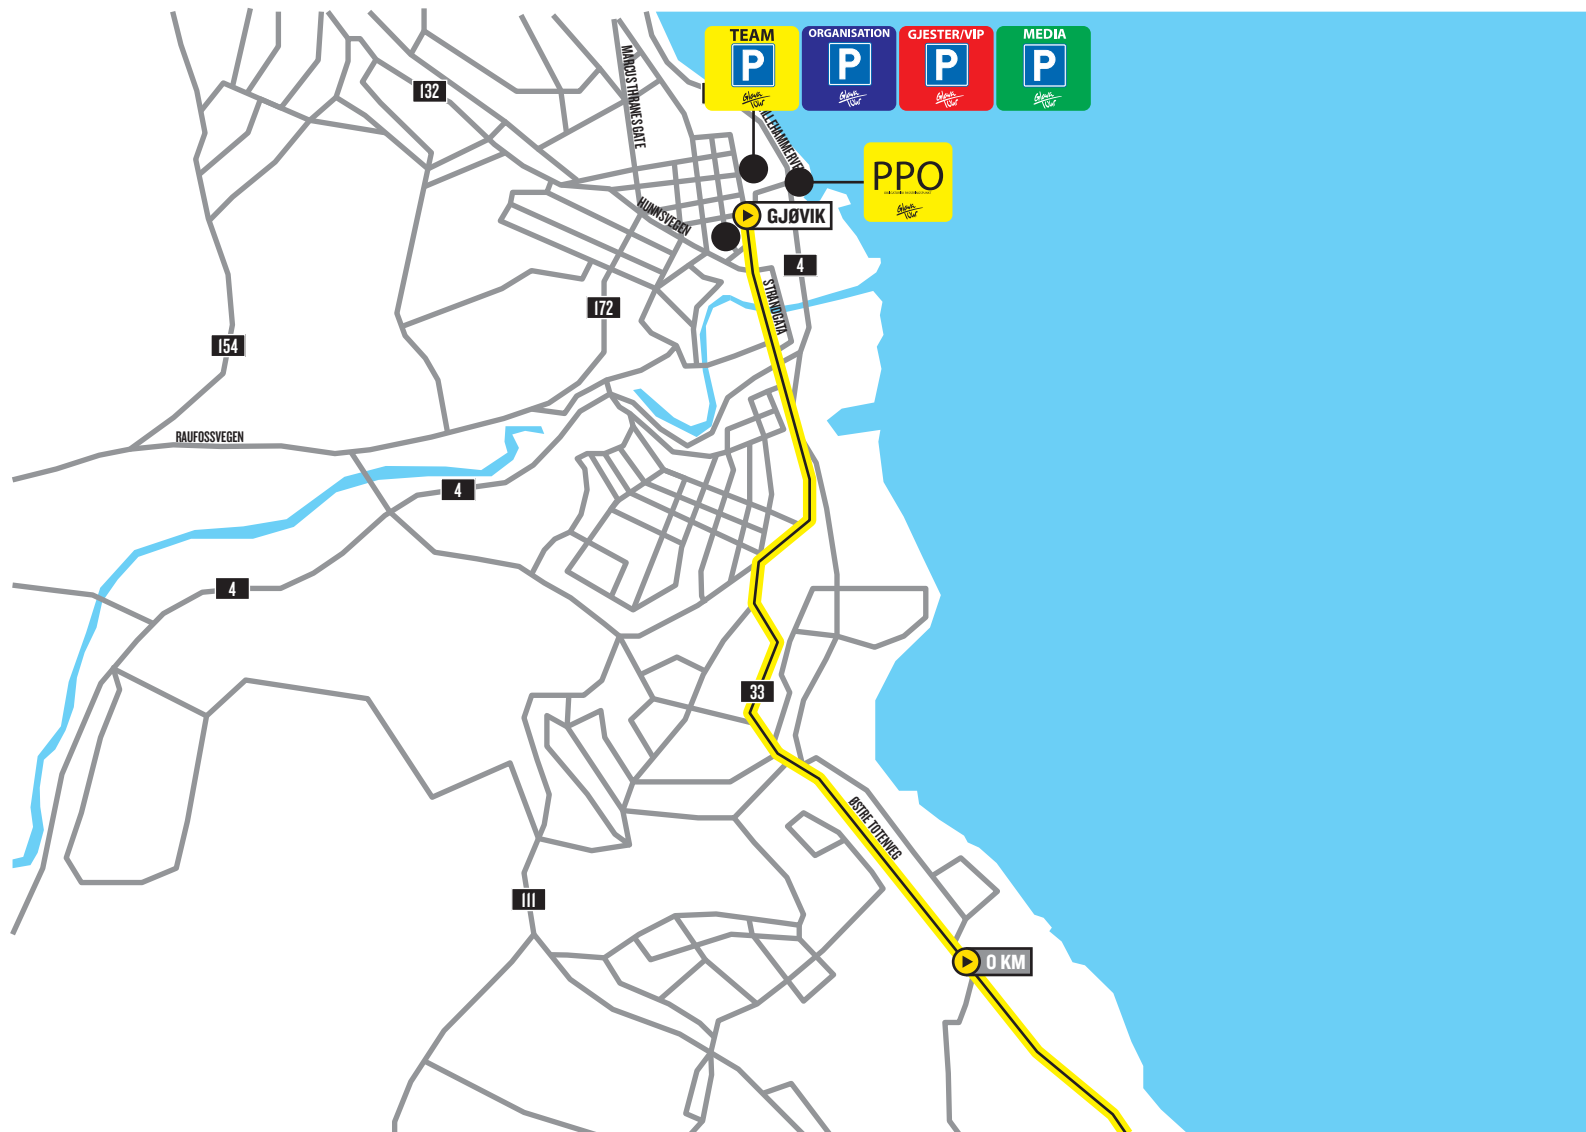 TEAM
P
ORGANISATION
P
GJESTER/VIP
P
MEDIA
P
132
MARCUS THRANES GATE
PPO
HUNNSVEGEN
GJØVIK
4
STRANDGATA
172
154
RAUFOSSVEGEN
4
4
33
ØSTRE TOTENVEG
111
0 KM